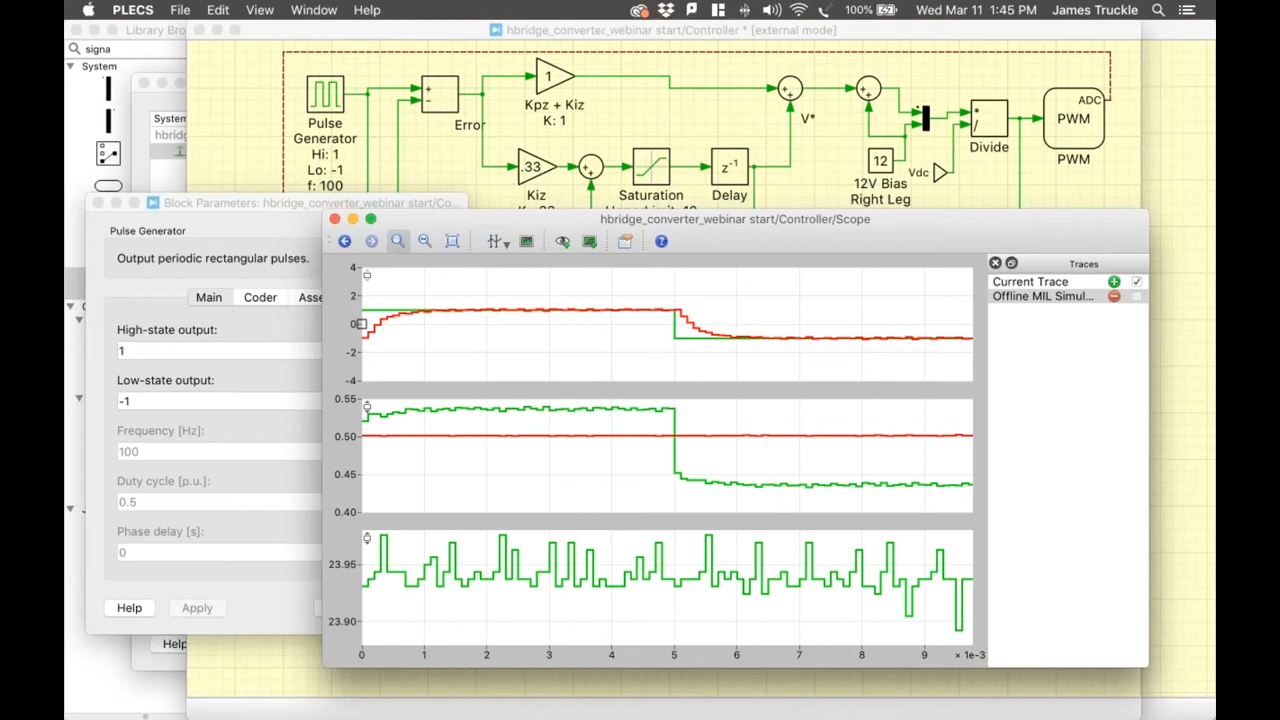 PLECS File Edit View Window Help 100% Wed Mar 11 1:45 PM James Truckle
Library Bro
hbridge_converter_webinar start/Controller * [external mode]
signa
System
System
hbridg
Pulse
Generator
Hi: 1
Lo: -1
f: 100
+
-
Error
1
Kpz + Kiz
K: 1
.33
Kiz
Saturation
z-1
Delay
V*
12
12V Bias
Right Leg
Vdc
*
/
Divide
ADC
PWM
PWM
Block Parameters: hbridge_converter_webinar start/Co...
Pulse Generator
Output periodic rectangular pulses.
Main Coder Asse
High-state output:
1
Low-state output:
-1
Frequency [Hz]:
100
Duty cycle [p.u.]:
0.5
Phase delay [s]:
0
Help Apply
Help
hbridge_converter_webinar start/Controller/Scope
Traces
Current Trace
Offline MIL Simul...
4
2
0
-2
-4
0.55
0.50
0.45
0.40
23.95
23.90
0 1 2 3 4 5 6 7 8 9 × 1e-3